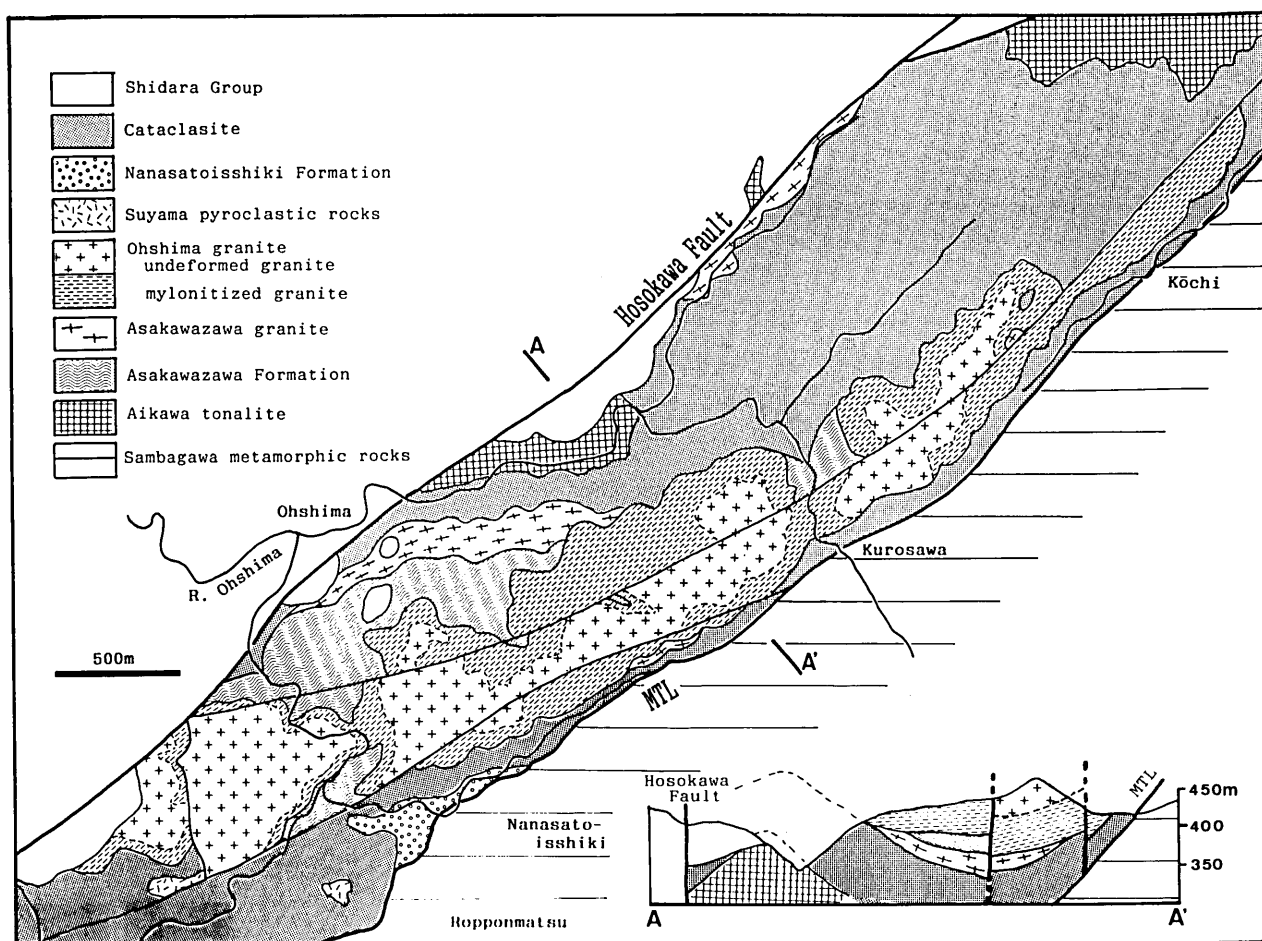 Shidara Group
Cataclasite
Nanasatoisshiki Formation
Suyama pyroclastic rocks
Ohshima granite
undeformed granite
mylonitized granite
Asakawazawa granite
Asakawazawa Formation
Aikawa tonalite
Sambagawa metamorphic rocks
Hosokawa Fault
A
Kōchi
Ohshima
R. Ohshima
Kurosawa
500m
A'
MTL
Nanasato-
isshiki
Ropponmatsu
Hosokawa
Fault
MTL
450m
400
350
A
A'